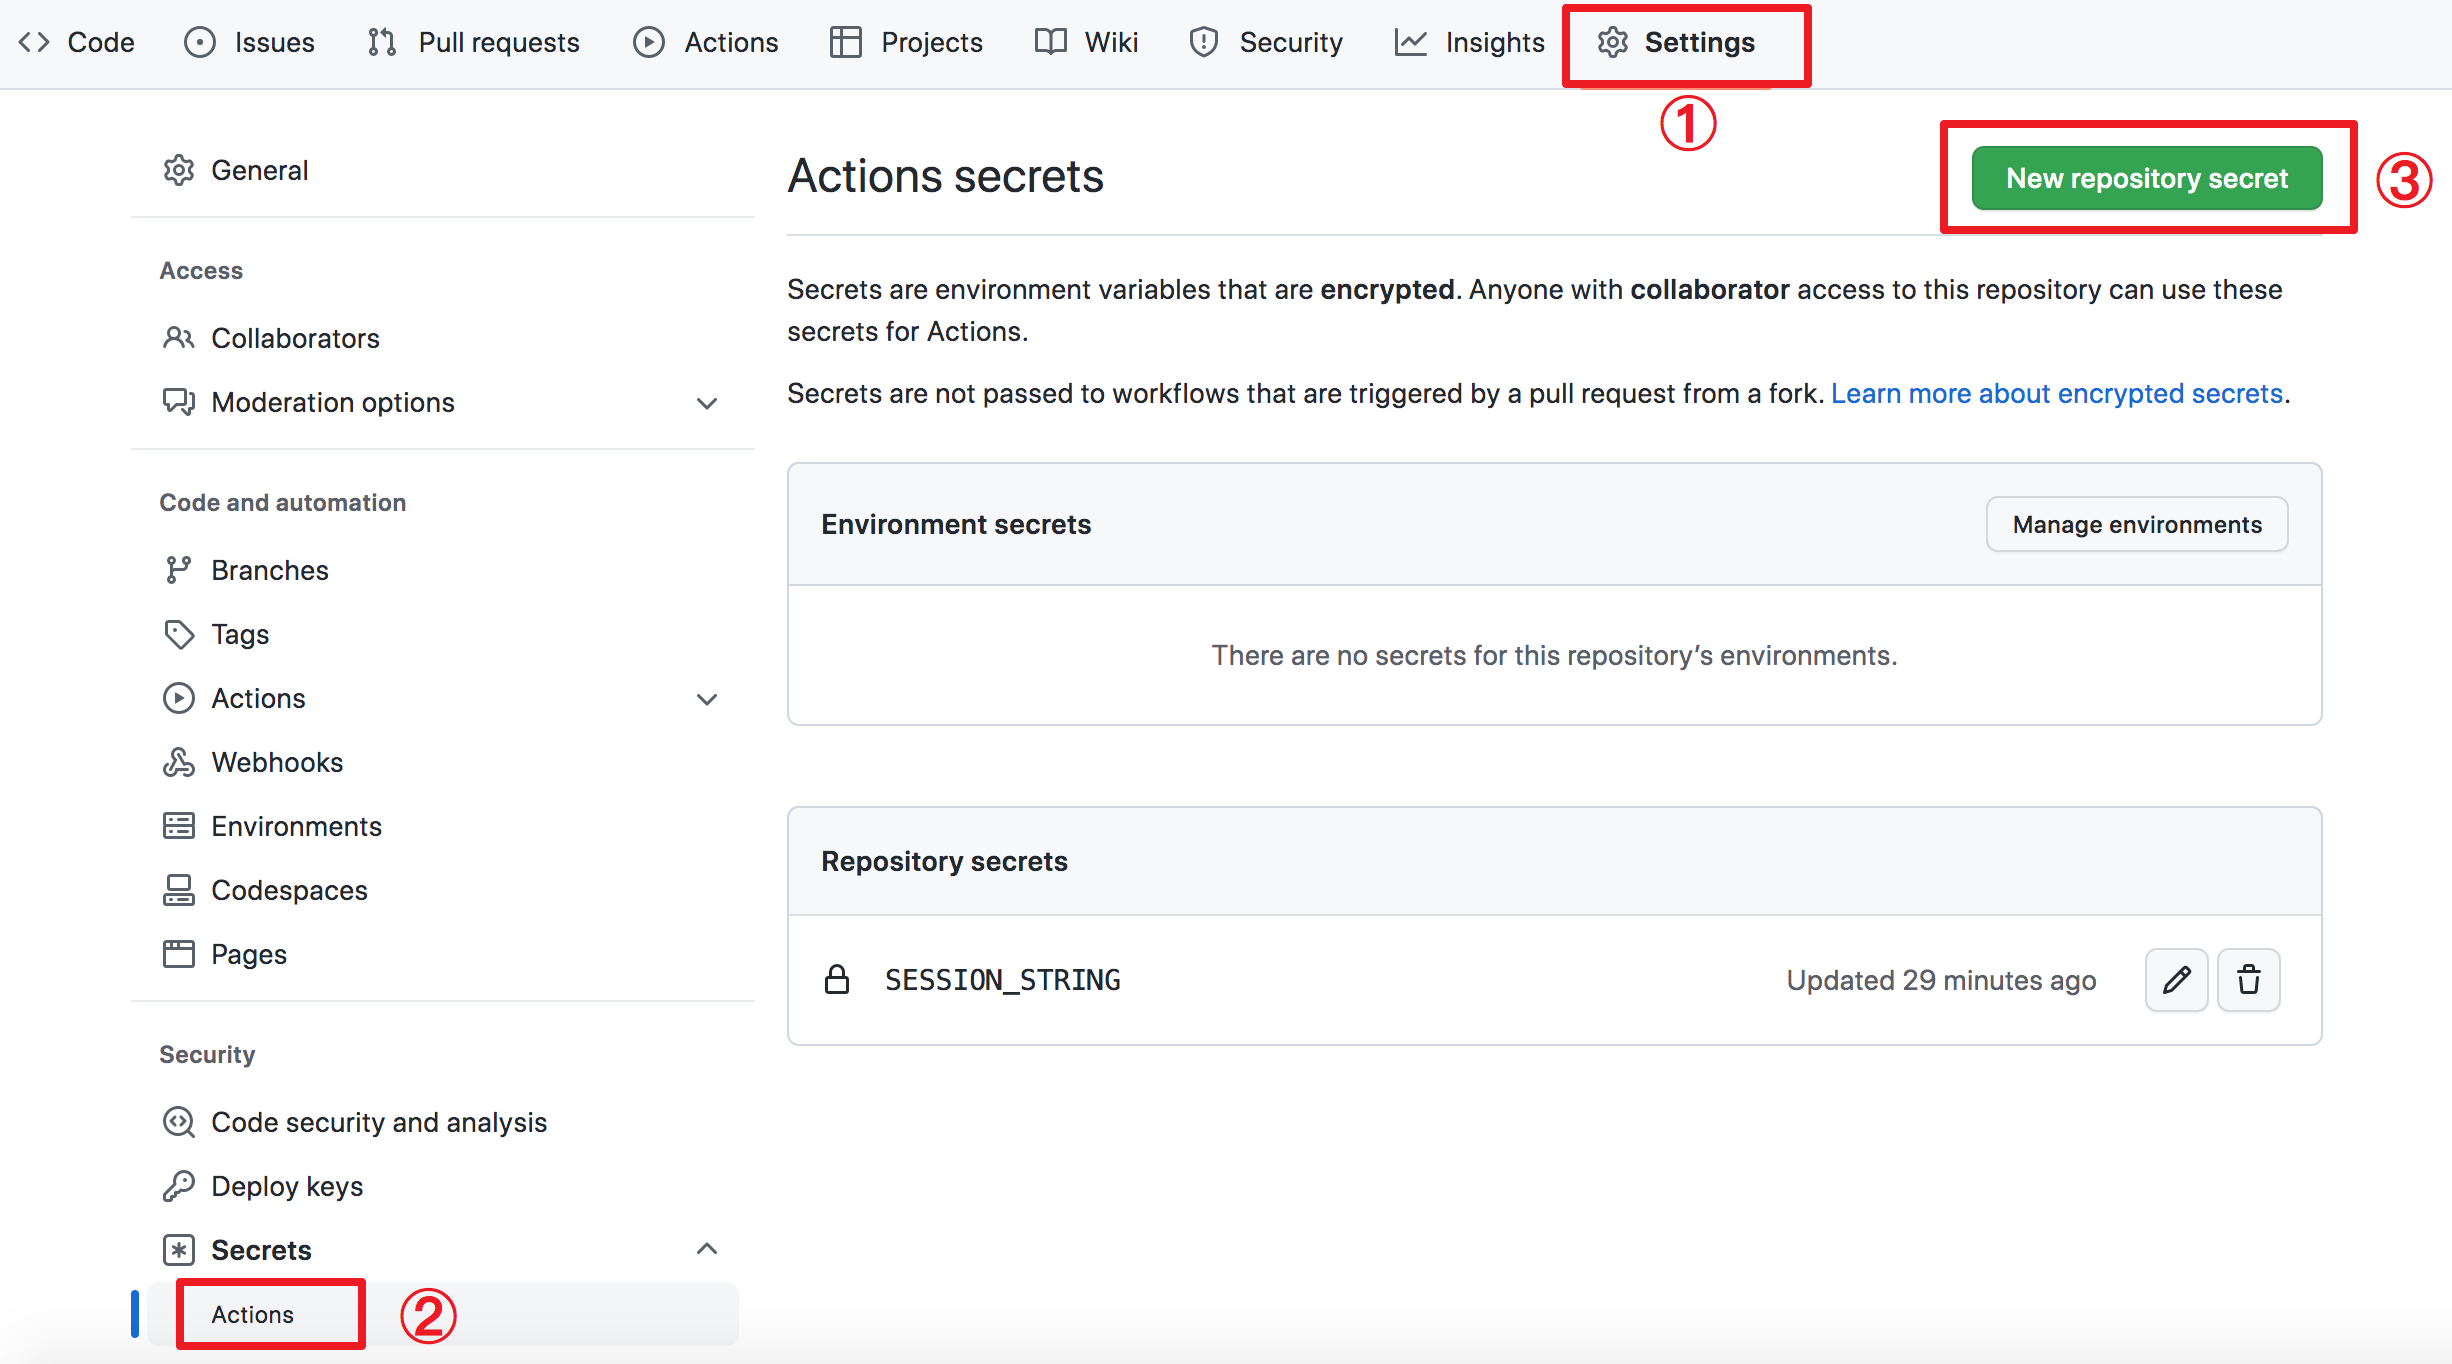 Code Issues Pull requests Actions Projects Wiki Security Insights Settings
①
General
Access
Collaborators
Moderation options
Code and automation
Branches
Tags
Actions
Webhooks
Environments
Codespaces
Pages
Security
Code security and analysis
Deploy keys
Secrets
Actions ②
Actions secrets
New repository secret ③
Secrets are environment variables that are encrypted. Anyone with collaborator access to this repository can use these
secrets for Actions.
Secrets are not passed to workflows that are triggered by a pull request from a fork. Learn more about encrypted secrets.
Environment secrets
Manage environments
There are no secrets for this repository’s environments.
Repository secrets
SESSION_STRING Updated 29 minutes ago